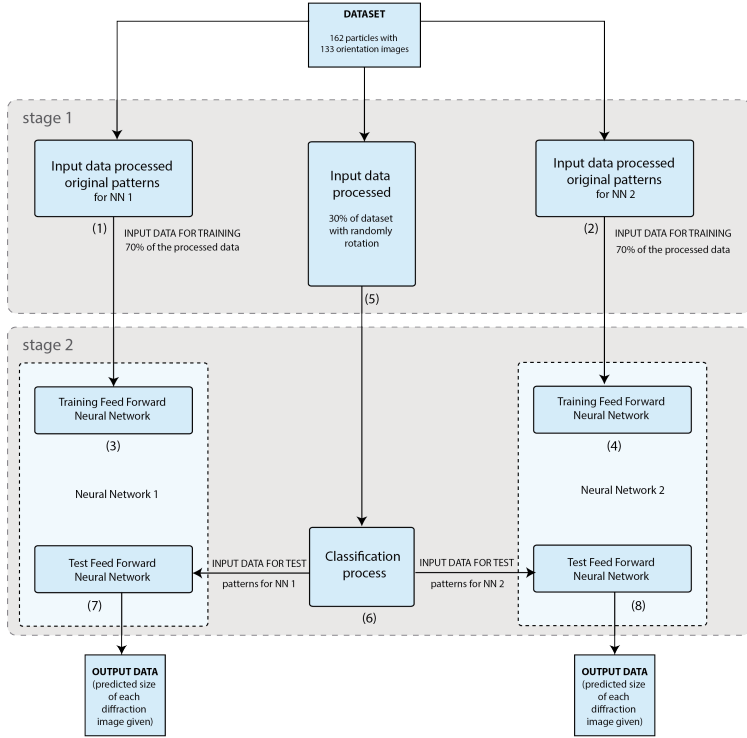 DATASET
162 particles with
133 orientation images
stage 1
Input data processed
original patterns
for NN 1
(1)
INPUT DATA FOR TRAINING
70% of the processed data
Input data
processed
30% of dataset
with randomly
rotation
(5)
Input data processed
original patterns
for NN 2
(2)
INPUT DATA FOR TRAINING
70% of the processed data
stage 2
Training Feed Forward
Neural Network
(3)
Neural Network 1
Test Feed Forward
Neural Network
(7)
INPUT DATA FOR TEST
patterns for NN 1
Classification
process
(6)
INPUT DATA FOR TEST
patterns for NN 2
Training Feed Forward
Neural Network
(4)
Neural Network 2
Test Feed Forward
Neural Network
(8)
OUTPUT DATA
(predicted size
of each
diffraction
image given)
OUTPUT DATA
(predicted size
of each
diffraction
image given)